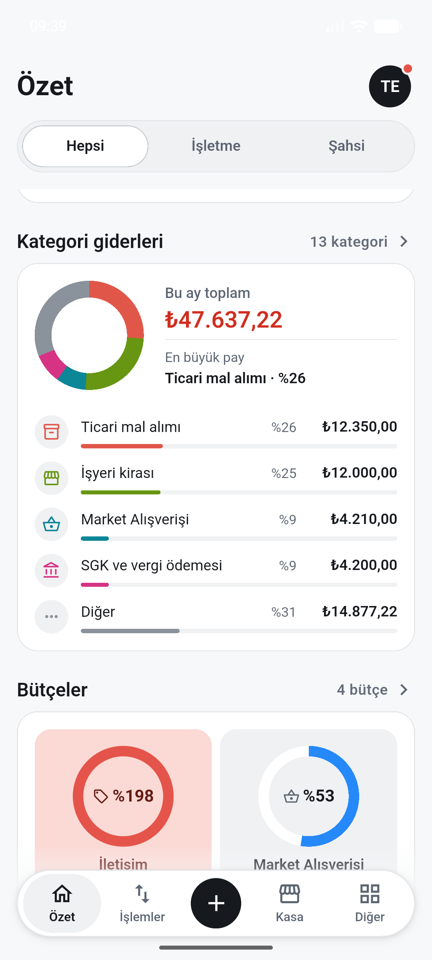 09:39
Özet
TE
Hepsi
İşletme
Şahsi
Kategori giderleri
13 kategori
Bu ay toplam
₺47.637,22
En büyük pay
Ticari mal alımı · %26
Ticari mal alımı %26 ₺12.350,00
İşyeri kirası %25 ₺12.000,00
Market Alışverişi %9 ₺4.210,00
SGK ve vergi ödemesi %9 ₺4.200,00
Diğer %31 ₺14.877,22
Bütçeler
4 bütçe
%198
%53
İletişim
Market Alışverişi
Özet
İşlemler
Kasa
Diğer